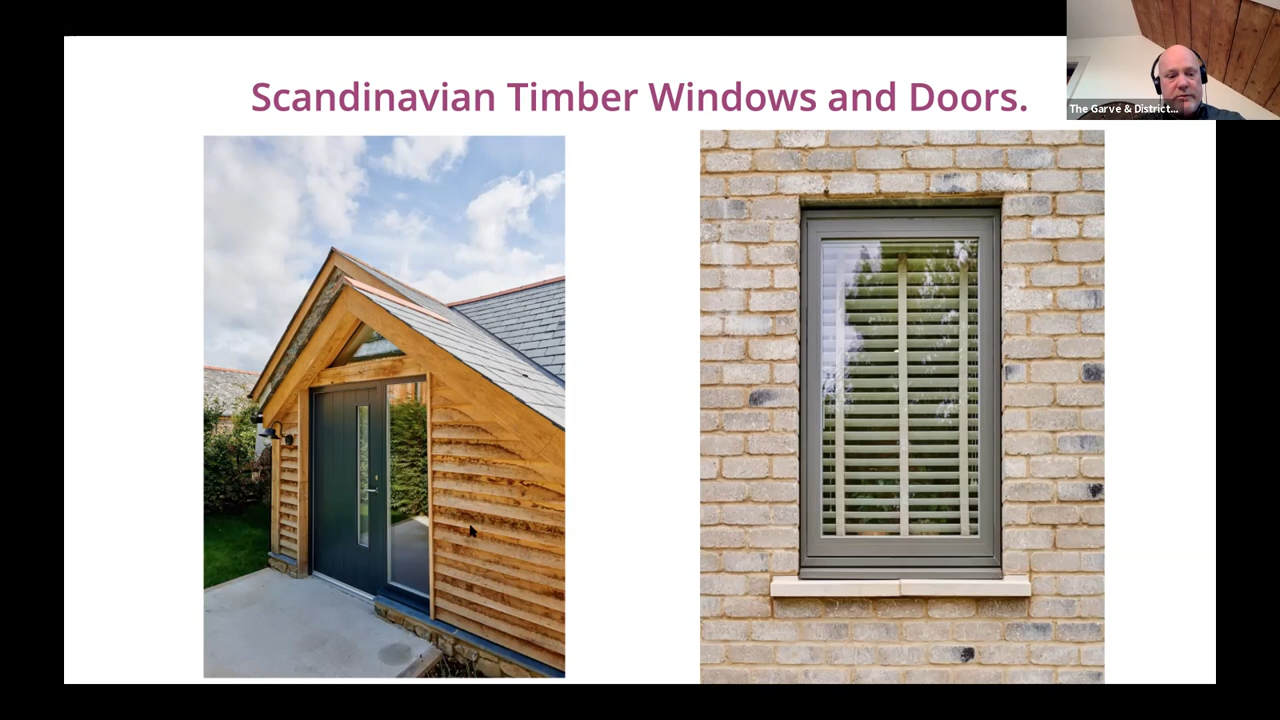 Scandinavian Timber Windows and Doors.
The Garve & District...